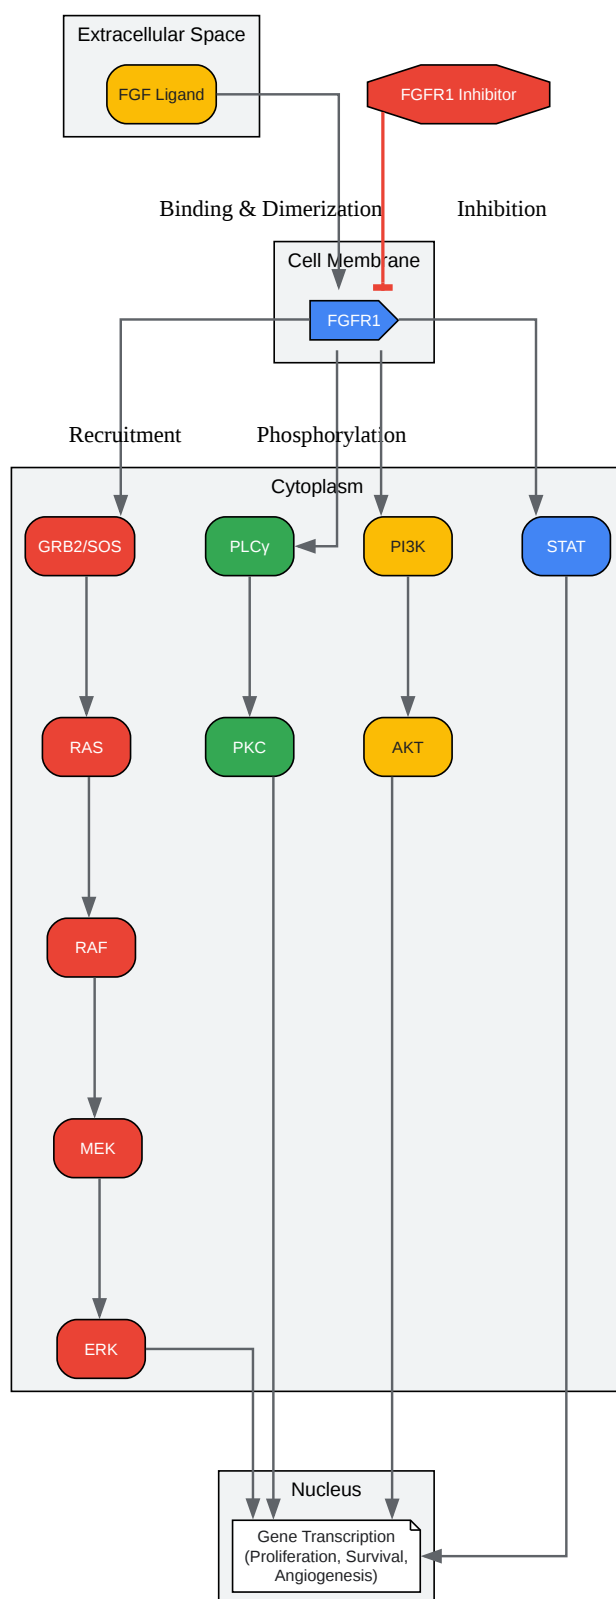 Extracellular Space
FGF Ligand
FGFR1 Inhibitor
Binding & Dimerization
Inhibition
Cell Membrane
FGFR1
Recruitment
Phosphorylation
Cytoplasm
GRB2/SOS
PLCγ
PI3K
STAT
RAS
PKC
AKT
RAF
MEK
ERK
Nucleus
Gene Transcription
(Proliferation, Survival,
Angiogenesis)